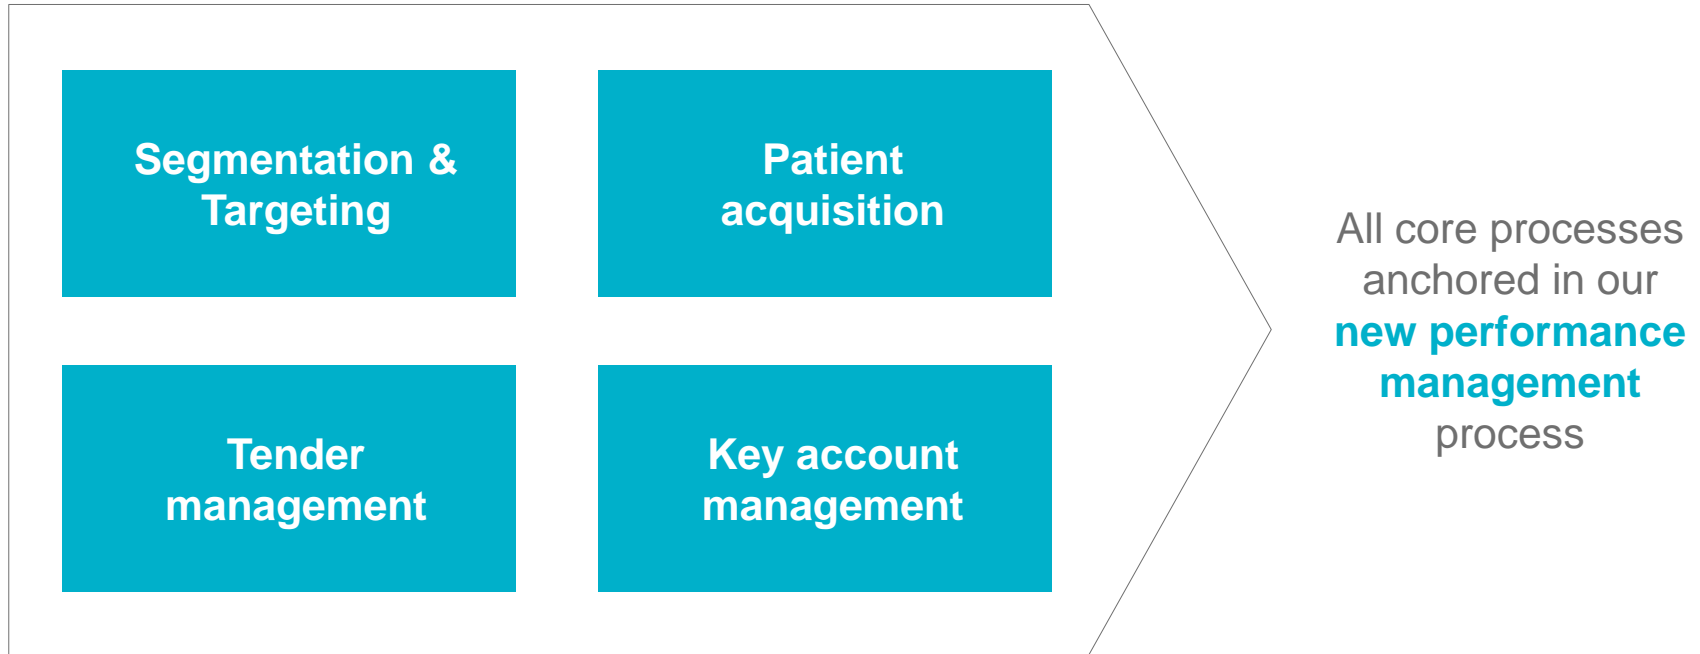 Segmentation &
Targeting
Patient
acquisition
Tender
management
Key account
management
All core processes
anchored in our
new performance
management
process